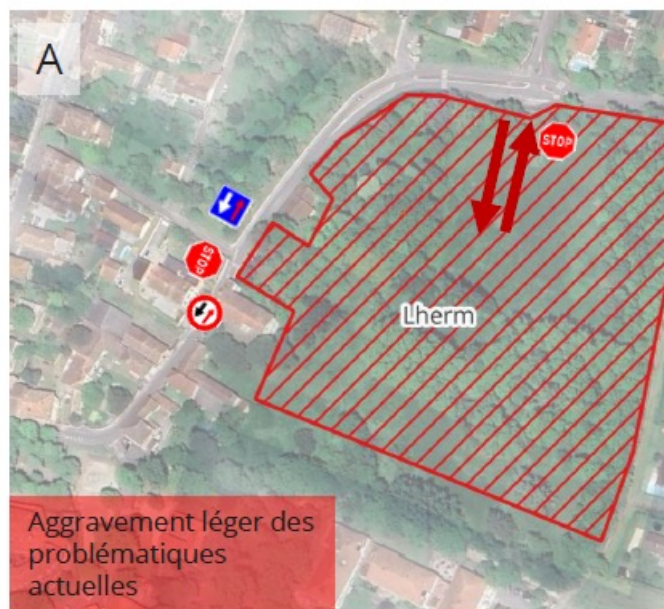 A
STOP
STOP
Lherm
Aggravement léger des
problématiques
actuelles